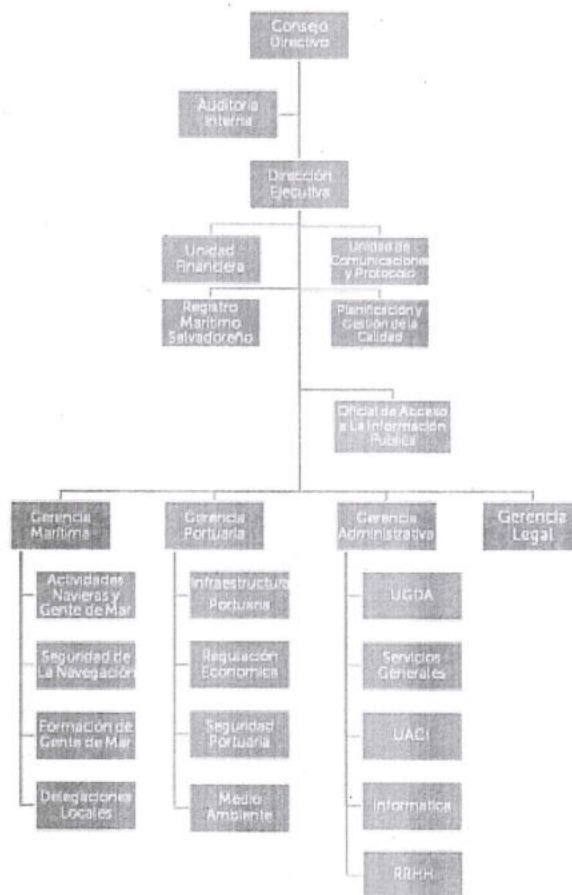 Consejo
Directivo
Auditoria
Interna
Dirección
Ejecutiva
Unidad
Financiera
Unidad de
Comunicaciones
y Protocolo
Registro
Marítimo
Salvadoreño
Planificación y
Gestión de la
Calidad
Oficial de Acceso
a La Información
Pública
Gerencia
Marítima
Gerencia
Portuaria
Gerencia
Administrativa
Gerencia
Legal
Actividades
Navieras y
Gente de Mar
Infraestructura
Portuaria
UGDA
Seguridad de
La Navegación
Regulación
Economica
Servicios
Generales
Formación de
Gente de Mar
Seguridad
Portuaria
UACI
Delegaciones
Locales
Medio
Ambiente
Informatica
RRHH